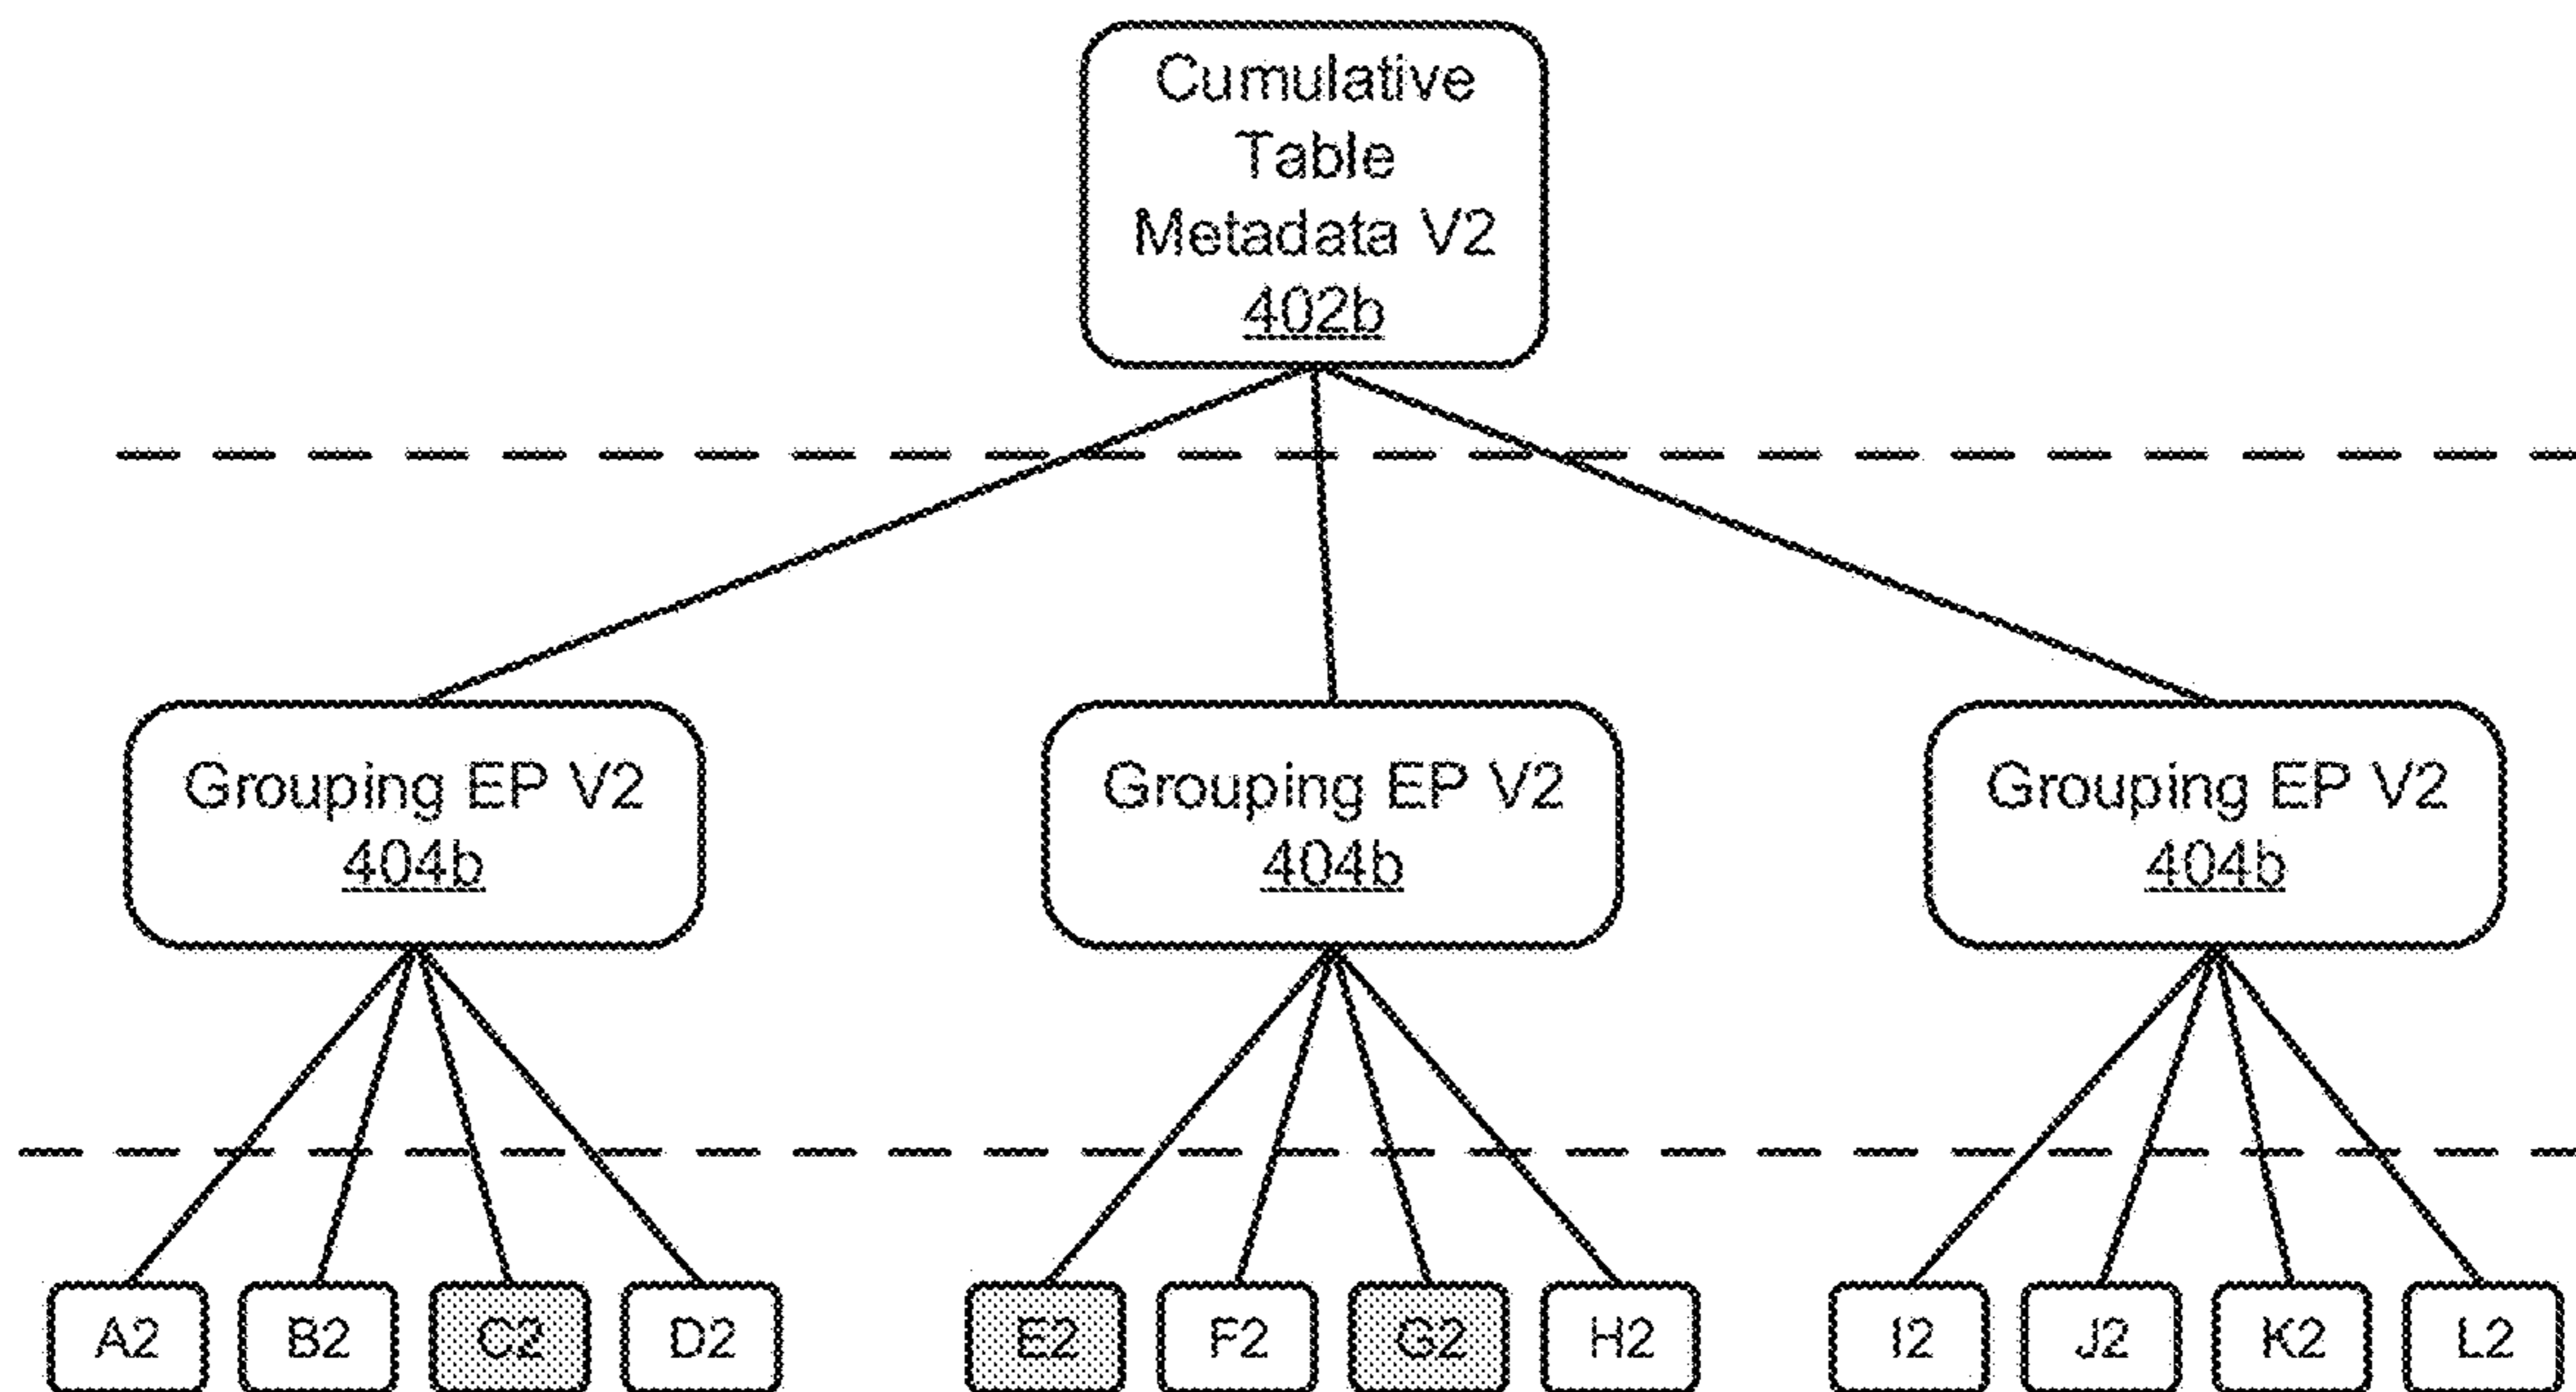 Cumulative
Table
Metadata V2
402b
Grouping EP V2
404b
Grouping EP V2
404b
Grouping EP V2
404b
A2
B2
C2
D2
E2
F2
G2
H2
I2
J2
K2
L2